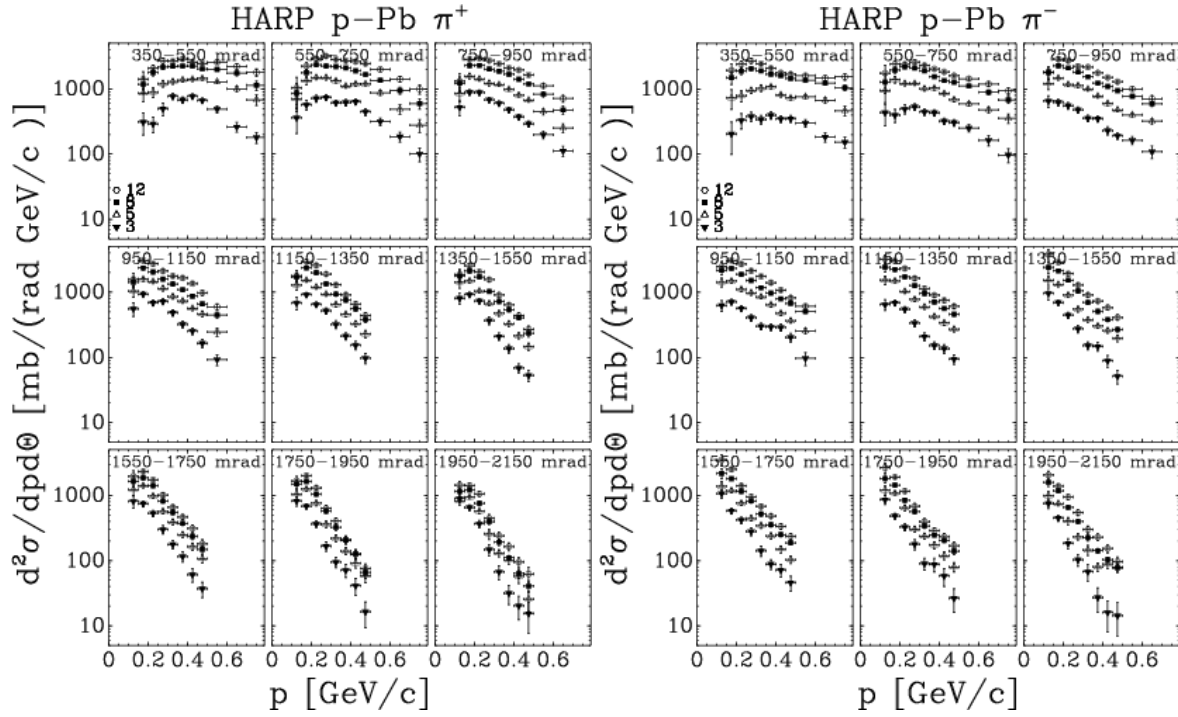 HARP p−Pb π⁺
HARP p−Pb π⁻
d²σ/dpdΘ [mb/(rad GeV/c )]
350−550 mrad
550−750 mrad
750−950 mrad
1000
100
10
12
8
5
3
950−1150 mrad
1150−1350 mrad
1350−1550 mrad
1000
100
10
1550−1750 mrad
1750−1950 mrad
1950−2150 mrad
1000
100
10
0 0.2 0.4 0.6 0 0.2 0.4 0.6 0 0.2 0.4 0.6
p [GeV/c]
d²σ/dpdΘ [mb/(rad GeV/c )]
350−550 mrad
550−750 mrad
750−950 mrad
1000
100
10
12
8
5
3
950−1150 mrad
1150−1350 mrad
1350−1550 mrad
1000
100
10
1550−1750 mrad
1750−1950 mrad
1950−2150 mrad
1000
100
10
0 0.2 0.4 0.6 0 0.2 0.4 0.6 0 0.2 0.4 0.6
p [GeV/c]